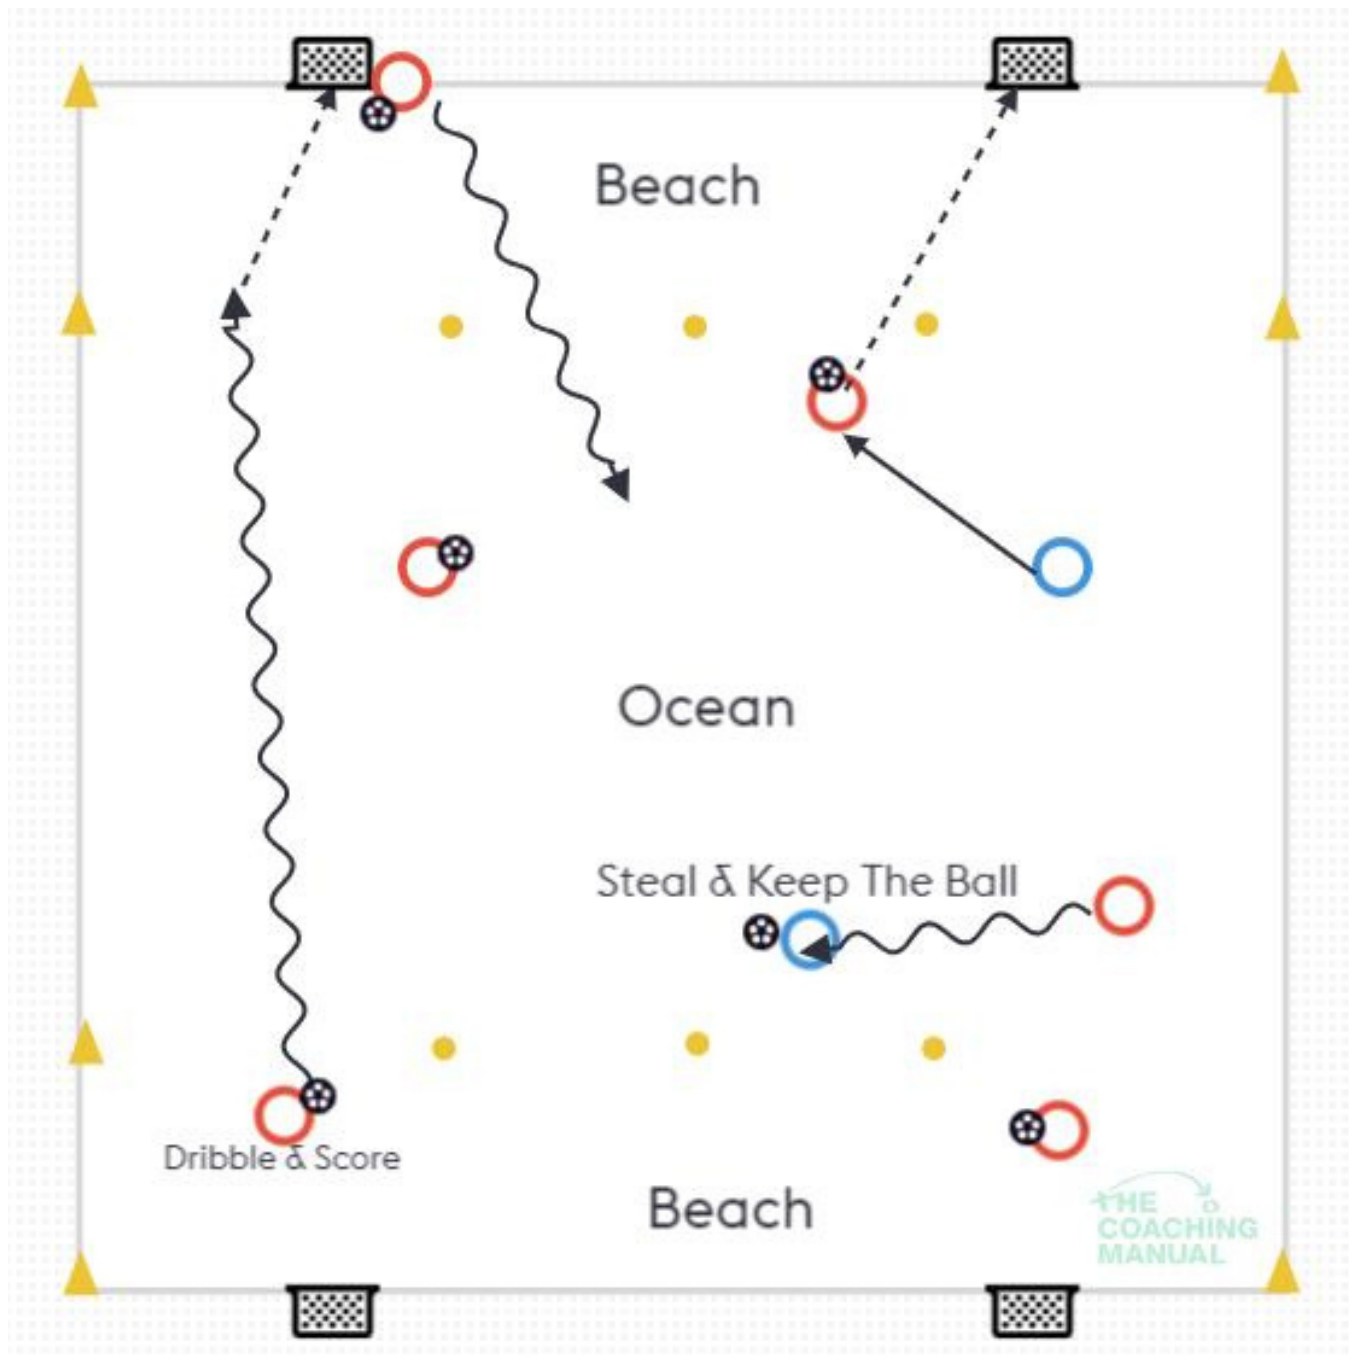 Beach
Ocean
Steal & Keep The Ball
Dribble & Score
Beach
THE
COACHING
MANUAL